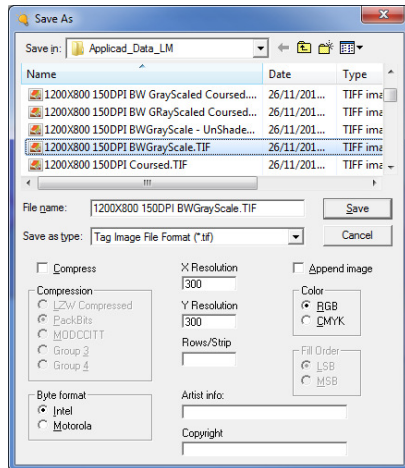 Save As
Save in: Applicad_Data_LM
Name Date Type
1200X800 150DPI BW GrayScaled Coursed.... 26/11/201... TIFF ima
1200X800 150DPI BW GRayScaled Coursed... 26/11/201... TIFF ima
1200X800 150DPI BWGrayScale - UnShade... 26/11/201... TIFF ima
1200X800 150DPI BWGrayScale.TIF 26/11/201... TIFF ima
1200X800 150DPI Coursed.TIF 26/11/201... TIFF ima
File name: 1200X800 150DPI BWGrayScale.TIF Save
Save as type: Tag Image File Format (*.tif) Cancel
Compress X Resolution Append image
300
Compression Color
LZW Compressed Y Resolution RGB
PackBits 300 CMYK
MODCCITT Rows/Strip
Group 3 Fill Order
Group 4 LSB
MSB
Byte format Artist info:
Intel
Motorola
Copyright